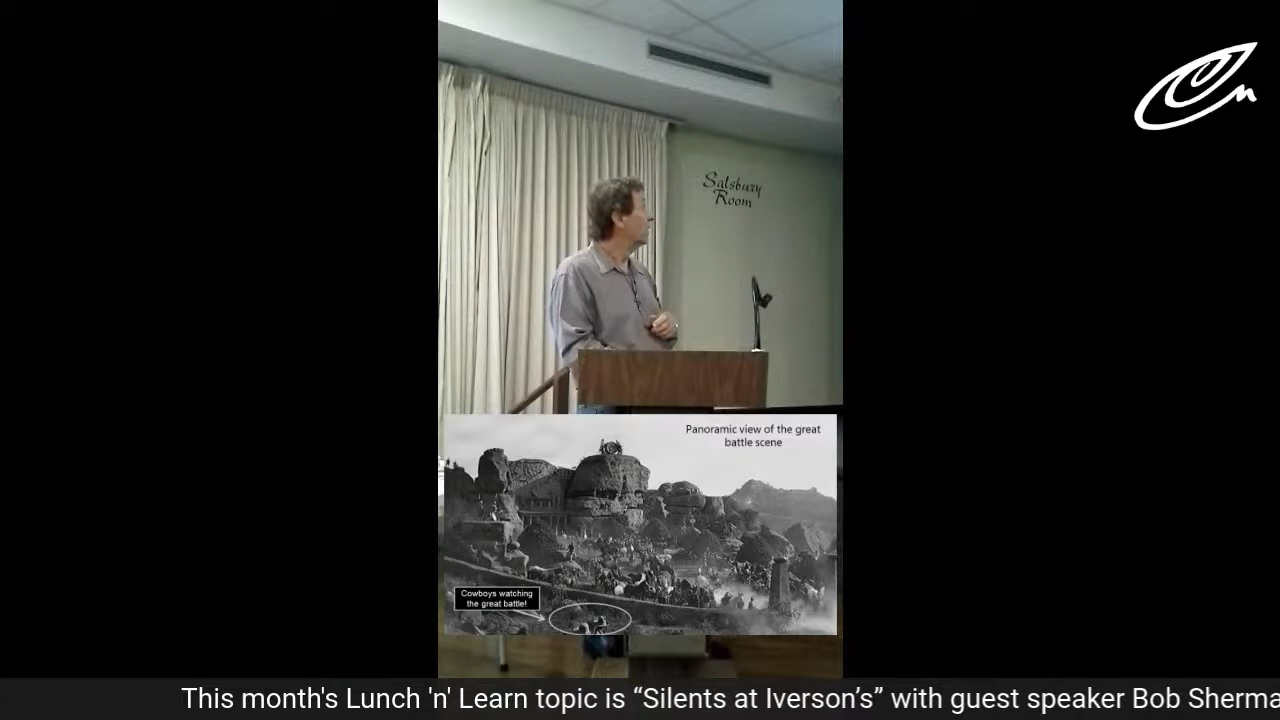 Salsbury
Room
Panoramic view of the great
battle scene
Cowboys watching
the great battle!
This month's Lunch 'n' Learn topic is “Silents at Iverson’s” with guest speaker Bob Sherma